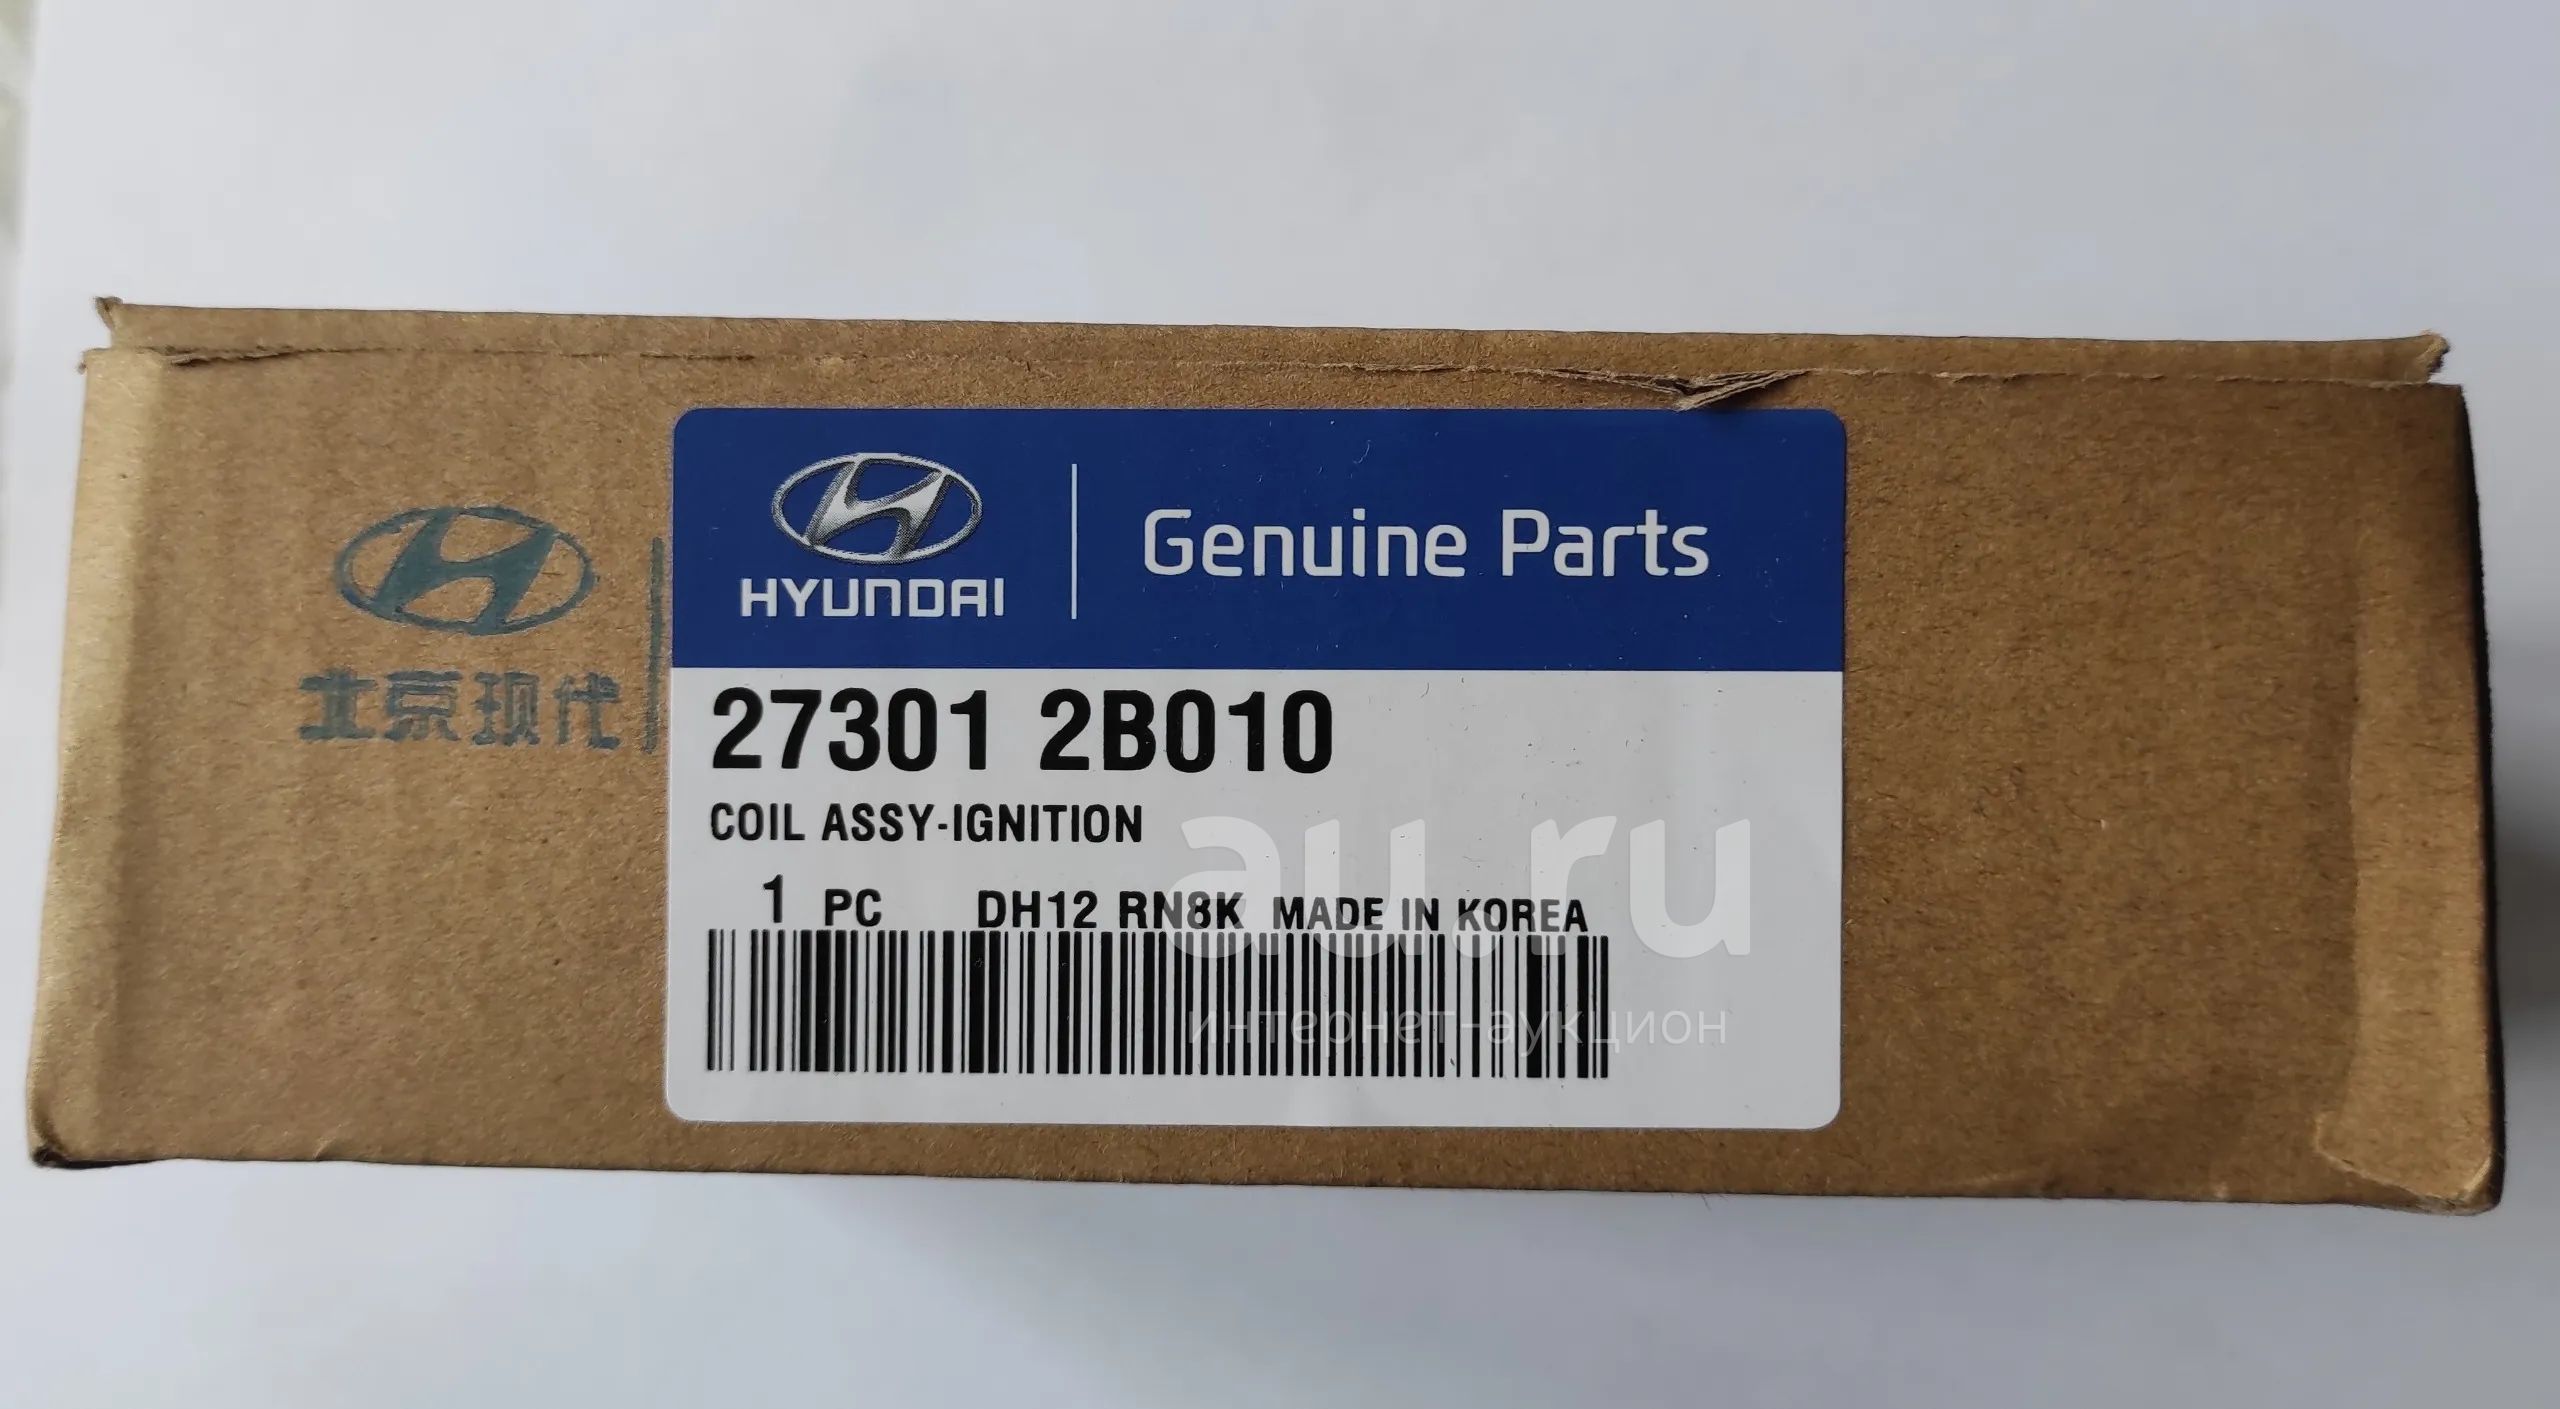 北京现代
HYUNDAI
Genuine Parts
27301 2B010
COIL ASSY-IGNITION
1 PC DH12 RN8K MADE IN KOREA
au.ru
интернет-аукцион